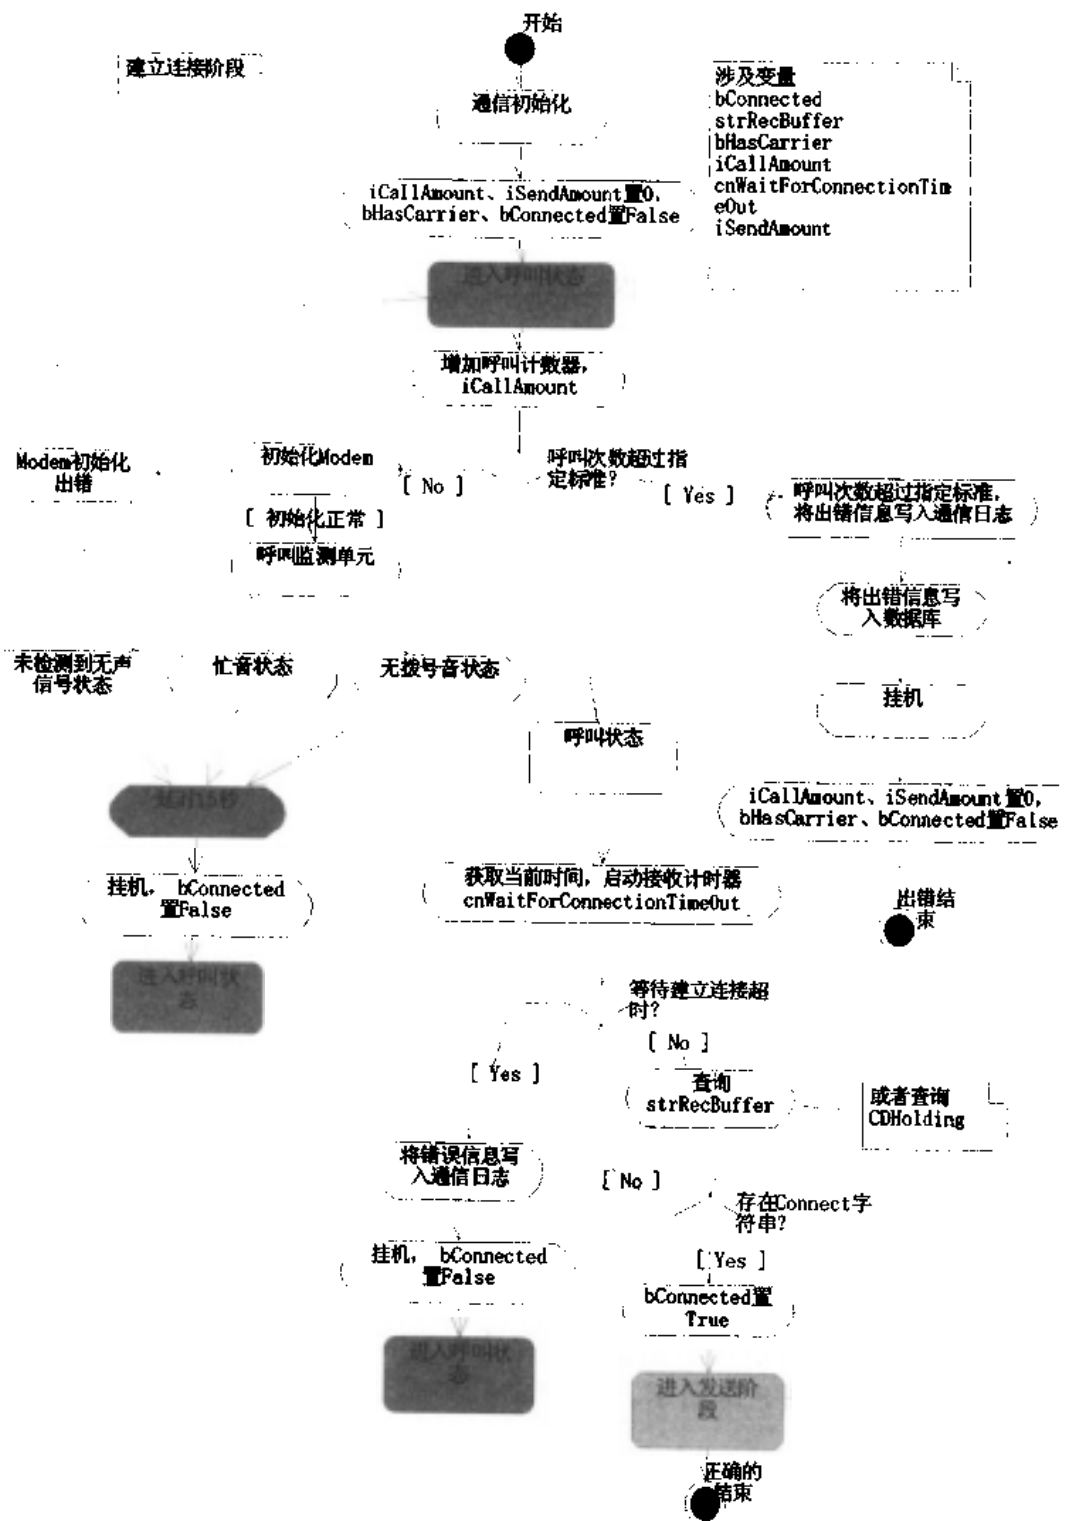 开始
建立连接阶段
通信初始化
涉及变量
bConnected
strRecBuffer
bHasCarrier
iCallAmount
cnWaitForConnectionTim
eOut
iSendAmount
iCallAmount、iSendAmount置0,
bHasCarrier、bConnected置False
进入呼叫状态
增加呼叫计数器,
iCallAmount
Modem初始化
出错
初始化Modem
[ No ]
呼叫次数超过指
定标准?
[ Yes ]
呼叫次数超过指定标准,
将出错信息写入通信日志
[ 初始化正常 ]
呼叫监测单元
将出错信息写
入数据库
未检测到无声
信号状态
忙音状态
无拨号音状态
挂机
呼叫状态
延时15秒
iCallAmount、iSendAmount置0,
bHasCarrier、bConnected置False
挂机, bConnected
置False
获取当前时间, 启动接收计时器
cnWaitForConnectionTimeOut
出错结
束
进入呼叫状
态
等待建立连接超
时?
[ No ]
[ Yes ]
查询
strRecBuffer
或者查询
CDHolding
将错误信息写
入通信日志
[ No ]
存在Connect字
符串?
挂机, bConnected
置False
[ Yes ]
bConnected置
True
进入呼叫状
态
进入发送阶
段
正确的
结束